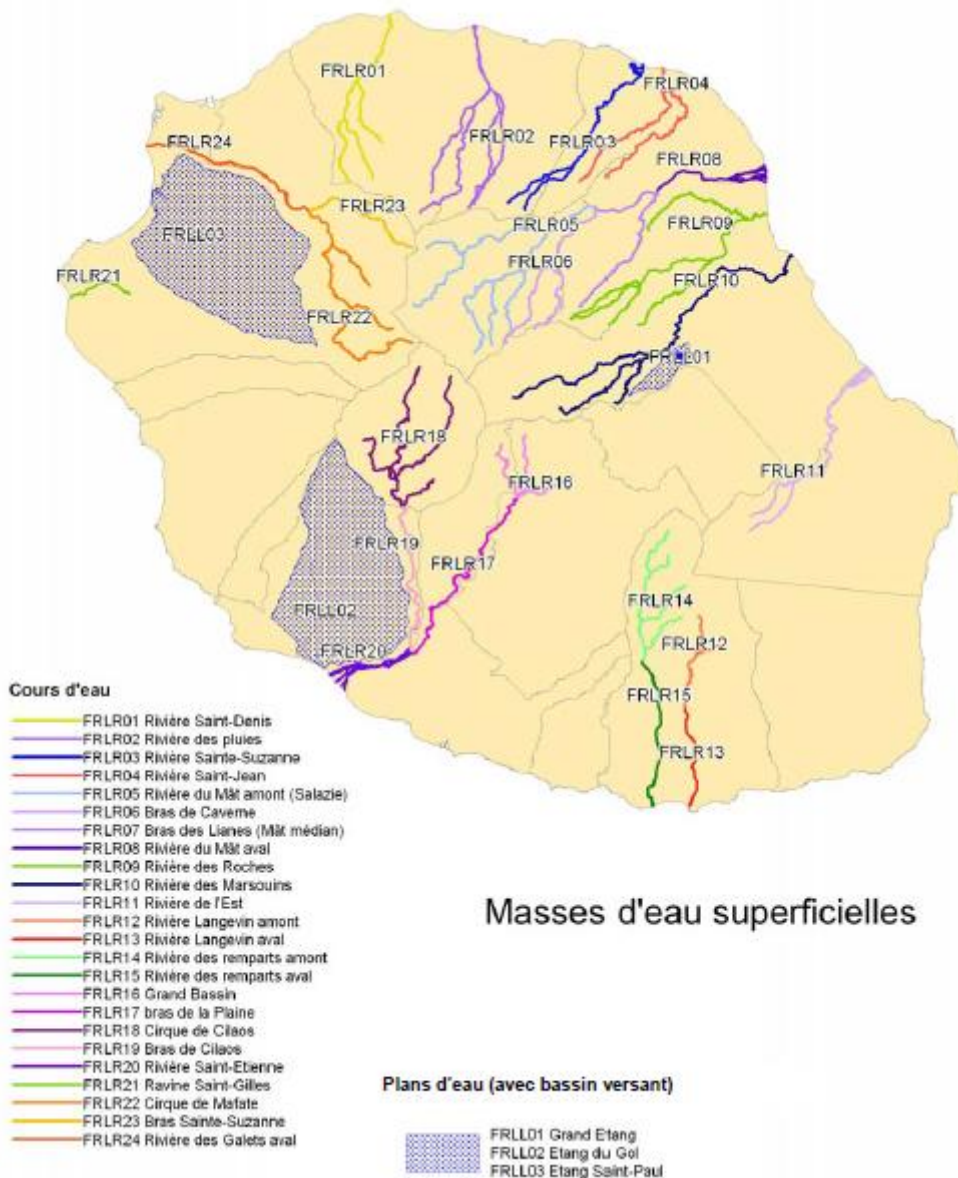 FRLR01
FRLR04
FRLR02
FRLR03
FRLR24
FRLR08
FRLR23
FRLR05
FRLR09
FRLL03
FRLR06
FRLR21
FRLR10
FRLR22
FRLL01
FRLR18
FRLR11
FRLR16
FRLR19
FRLR17
FRLR14
FRLL02
FRLR12
FRLR20
FRLR15
FRLR13
Cours d'eau
FRLR01 Rivière Saint-Denis
FRLR02 Rivière des pluies
FRLR03 Rivière Sainte-Suzanne
FRLR04 Rivière Saint-Jean
FRLR05 Rivière du Mât amont (Salazie)
FRLR06 Bras de Caverne
FRLR07 Bras des Lianes (Mât médian)
FRLR08 Rivière du Mât aval
FRLR09 Rivière des Roches
FRLR10 Rivière des Marsouins
FRLR11 Rivière de l'Est
FRLR12 Rivière Langevin amont
FRLR13 Rivière Langevin aval
FRLR14 Rivière des remparts amont
FRLR15 Rivière des remparts aval
FRLR16 Grand Bassin
FRLR17 bras de la Plaine
FRLR18 Cirque de Cilaos
FRLR19 Bras de Cilaos
FRLR20 Rivière Saint-Etienne
FRLR21 Ravine Saint-Gilles
FRLR22 Cirque de Mafate
FRLR23 Bras Sainte-Suzanne
FRLR24 Rivière des Galets aval
Masses d'eau superficielles
Plans d'eau (avec bassin versant)
FRLL01 Grand Etang
FRLL02 Etang du Gol
FRLL03 Etang Saint-Paul